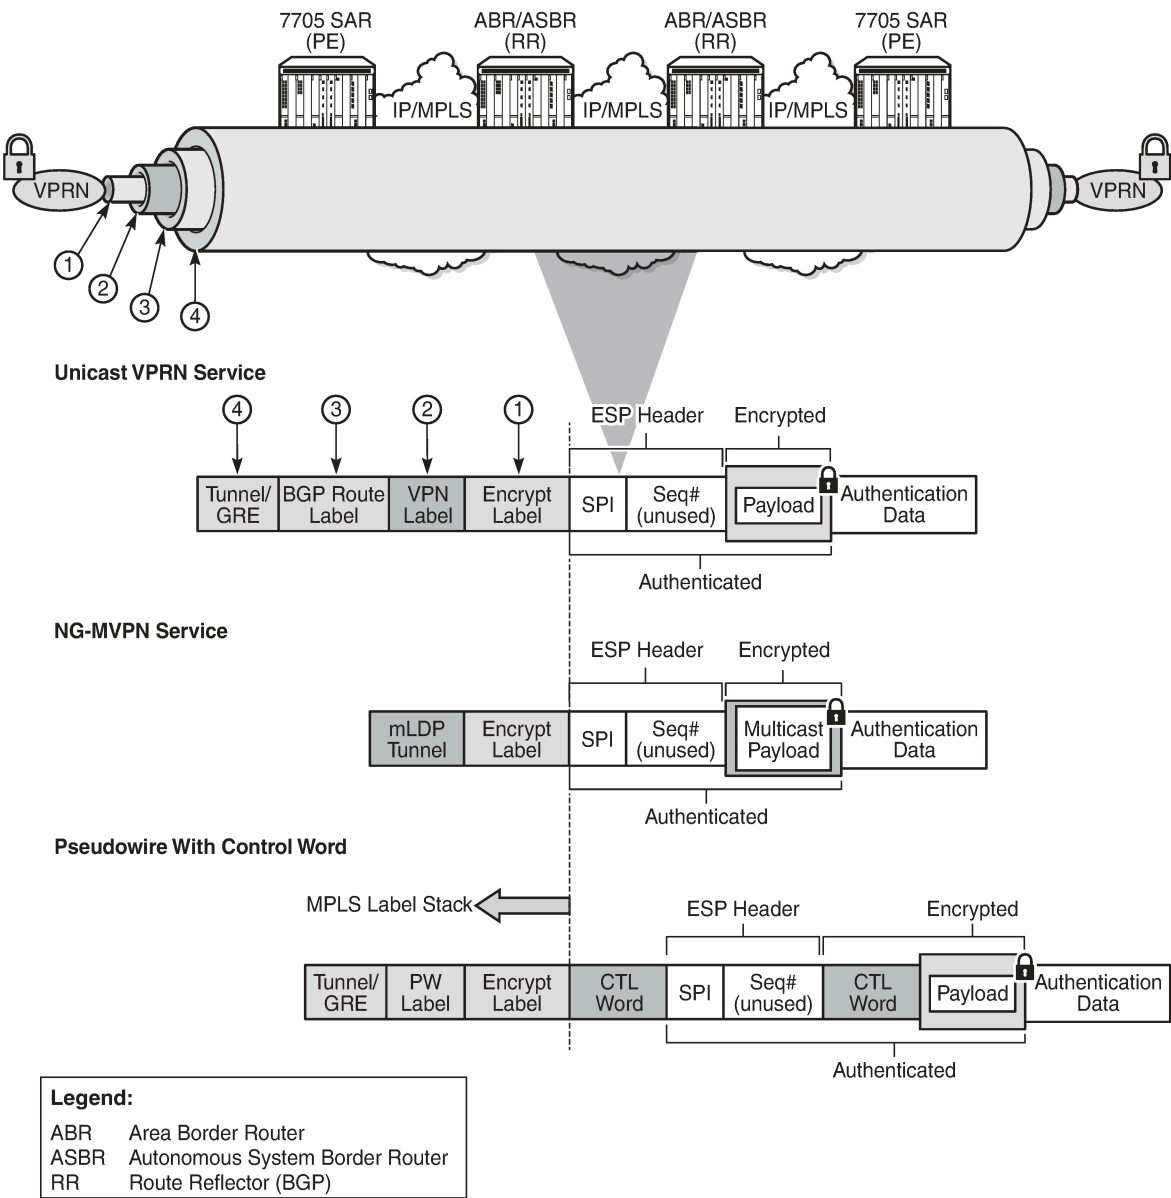 7705 SAR
(PE)
ABR/ASBR
(RR)
ABR/ASBR
(RR)
7705 SAR
(PE)
IP/MPLS
IP/MPLS
IP/MPLS
VPRN
VPRN
1
2
3
4
Unicast VPRN Service
4
3
2
1
ESP Header
Encrypted
Tunnel/
GRE
BGP Route
Label
VPN
Label
Encrypt
Label
SPI
Seq#
(unused)
Payload
Authentication
Data
Authenticated
NG-MVPN Service
ESP Header
Encrypted
mLDP
Tunnel
Encrypt
Label
SPI
Seq#
(unused)
Multicast
Payload
Authentication
Data
Authenticated
Pseudowire With Control Word
MPLS Label Stack
ESP Header
Encrypted
Tunnel/
GRE
PW
Label
Encrypt
Label
CTL
Word
SPI
Seq#
(unused)
CTL
Word
Payload
Authentication
Data
Authenticated
Legend:
ABR Area Border Router
ASBR Autonomous System Border Router
RR Route Reflector (BGP)